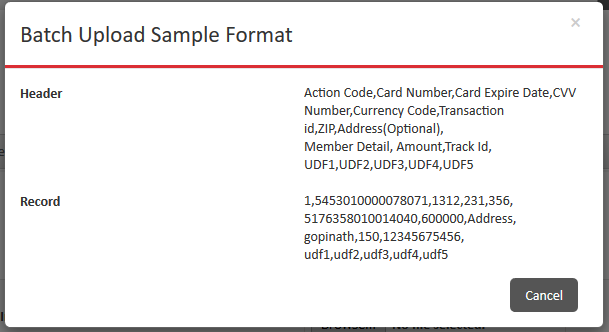 Batch Upload Sample Format
×
Header
Action Code,Card Number,Card Expire Date,CVV
Number,Currency Code,Transaction
id,ZIP,Address(Optional),
Member Detail, Amount,Track Id,
UDF1,UDF2,UDF3,UDF4,UDF5
Record
1,5453010000078071,1312,231,356,
5176358010014040,600000,Address,
gopinath,150,12345675456,
udf1,udf2,udf3,udf4,udf5
Cancel